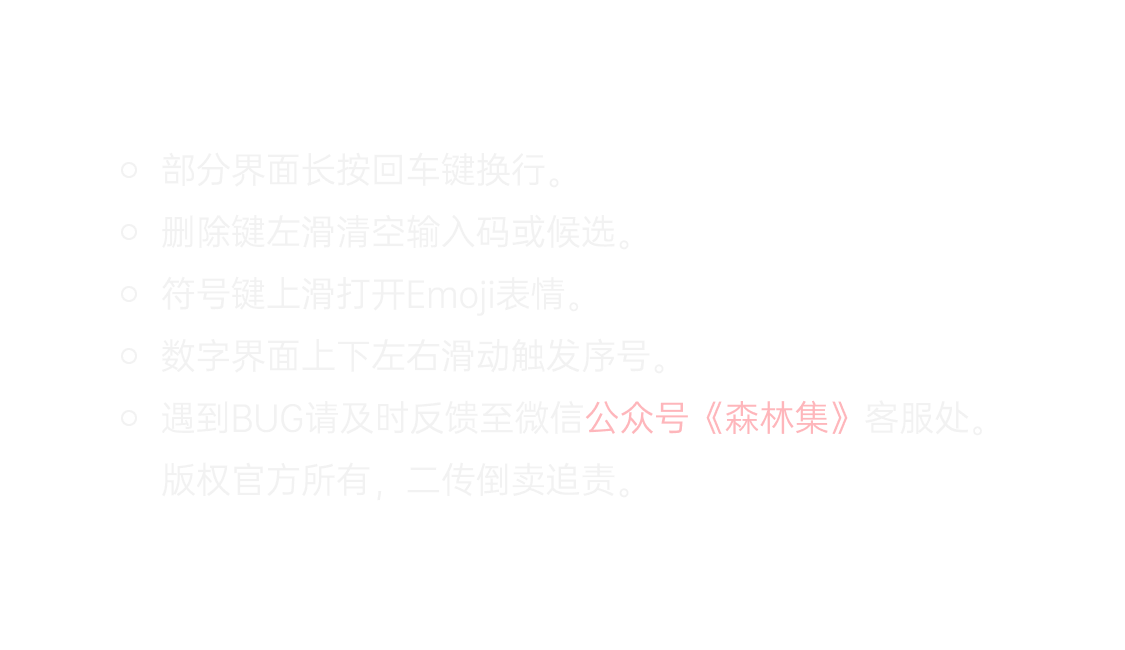 部分界面长按回车键换行。
删除键左滑清空输入码或候选。
符号键上滑打开Emoji表情。
数字界面上下左右滑动触发序号。
遇到BUG请及时反馈至微信公众号《森林集》客服处。
版权官方所有，二传倒卖追责。